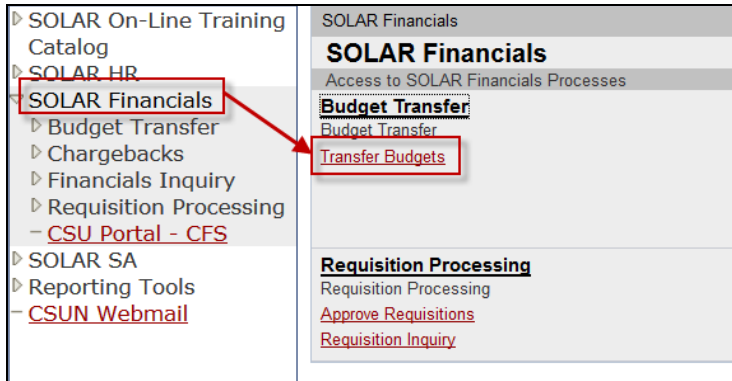 SOLAR On-Line Training
Catalog
SOLAR HR
SOLAR Financials
Budget Transfer
Chargebacks
Financials Inquiry
Requisition Processing
CSU Portal - CFS
SOLAR SA
Reporting Tools
CSUN Webmail
SOLAR Financials
SOLAR Financials
Access to SOLAR Financials Processes
Budget Transfer
Budget Transfer
Transfer Budgets
Requisition Processing
Requisition Processing
Approve Requisitions
Requisition Inquiry